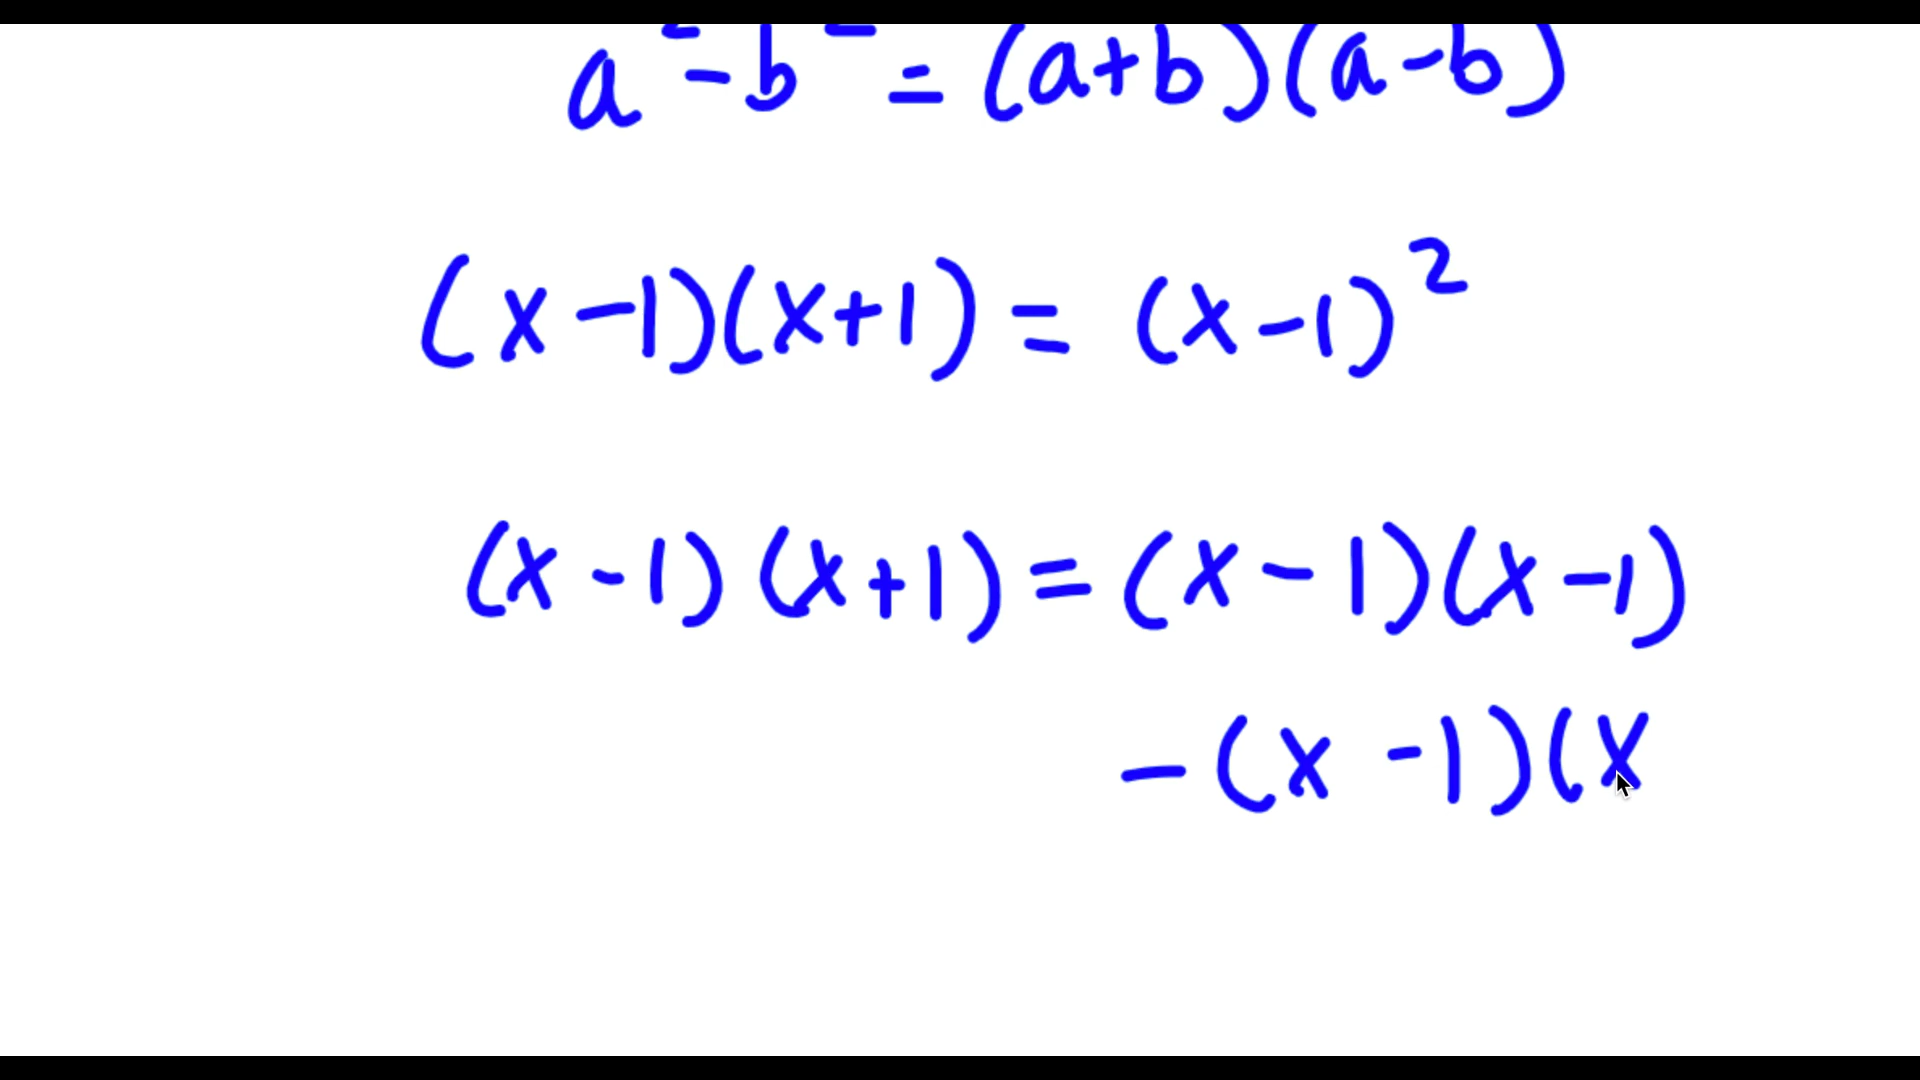 a² - b² = (a+b)(a-b)
(x-1)(x+1) = (x-1)²
(x-1)(x+1) = (x-1)(x-1)
-(x-1)(x